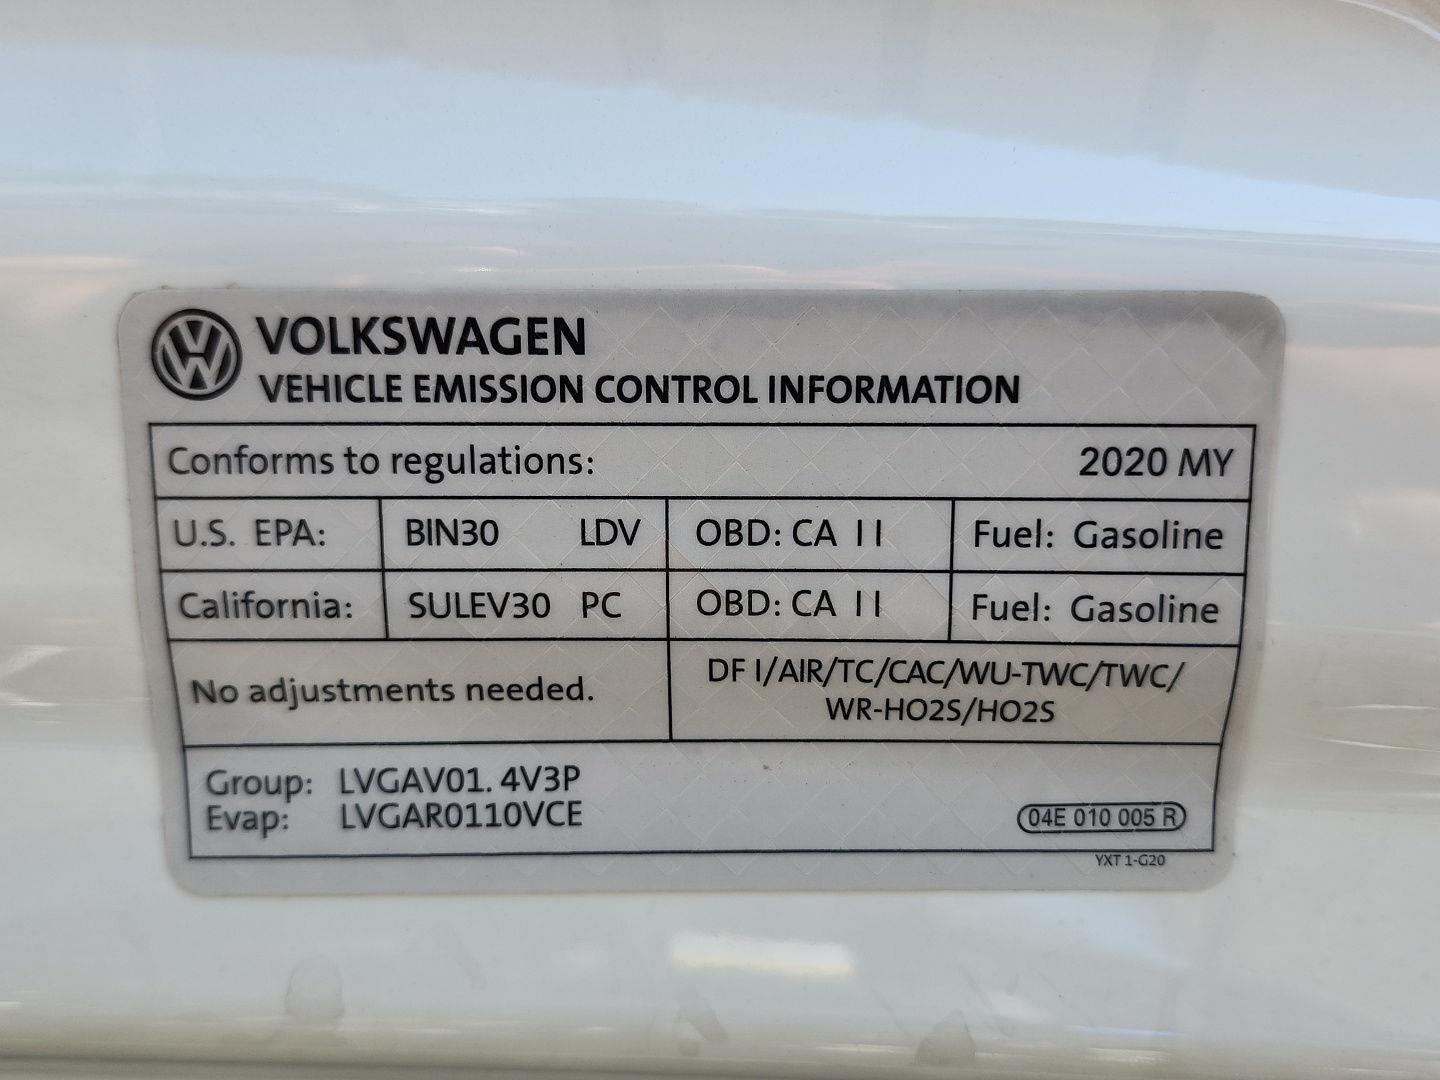 VOLKSWAGEN
VEHICLE EMISSION CONTROL INFORMATION
Conforms to regulations: 2020 MY
U.S. EPA: BIN30 LDV OBD: CA II Fuel: Gasoline
California: SULEV30 PC OBD: CA II Fuel: Gasoline
No adjustments needed.
DFI/AIR/TC/CAC/WU-TWC/TWC/
WR-HO2S/HO2S
Group: LVGAV01.4V3P
Evap: LVGAR0110VCE
04E 010 005 R
YXT 1-G20